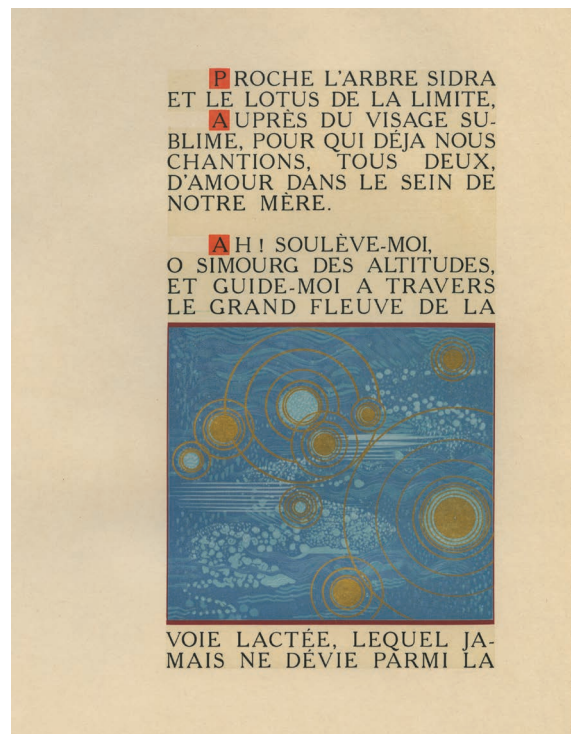 PROCHE L'ARBRE SIDRA
ET LE LOTUS DE LA LIMITE,
AUPRÈS DU VISAGE SU-
BLIME, POUR QUI DÉJA NOUS
CHANTIONS, TOUS DEUX,
D'AMOUR DANS LE SEIN DE
NOTRE MÈRE.
AH! SOULÈVE-MOI,
O SIMOURG DES ALTITUDES,
ET GUIDE-MOI A TRAVERS
LE GRAND FLEUVE DE LA
VOIE LACTÉE, LEQUEL JA-
MAIS NE DÉVIE PARMI LA